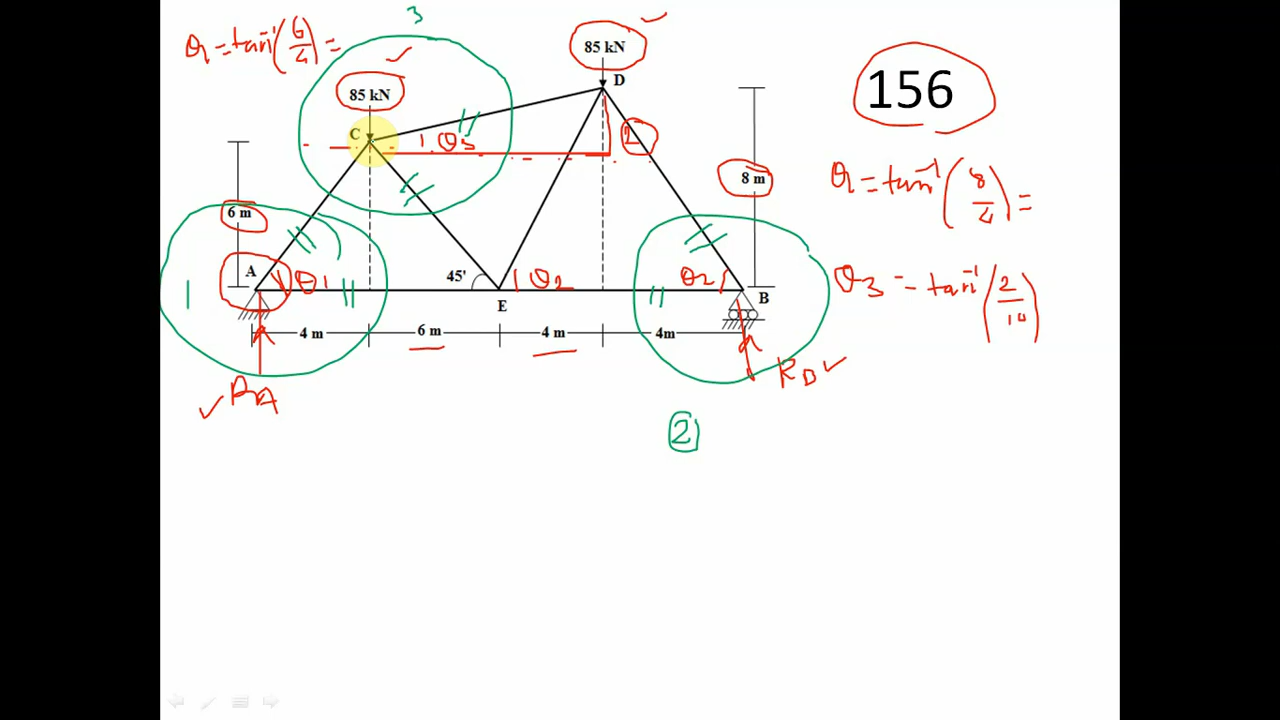 3
θ1 = tan⁻¹(6/4) =
85 kN
D
85 kN
156
C
θ3
2
8 m
θ1 = tan⁻¹(8/4) =
6 m
A
θ1
45'
θ2
θ2
B
θ3 = tan⁻¹(2/10)
1
E
4 m
6 m
4 m
4m
RA
RB
2